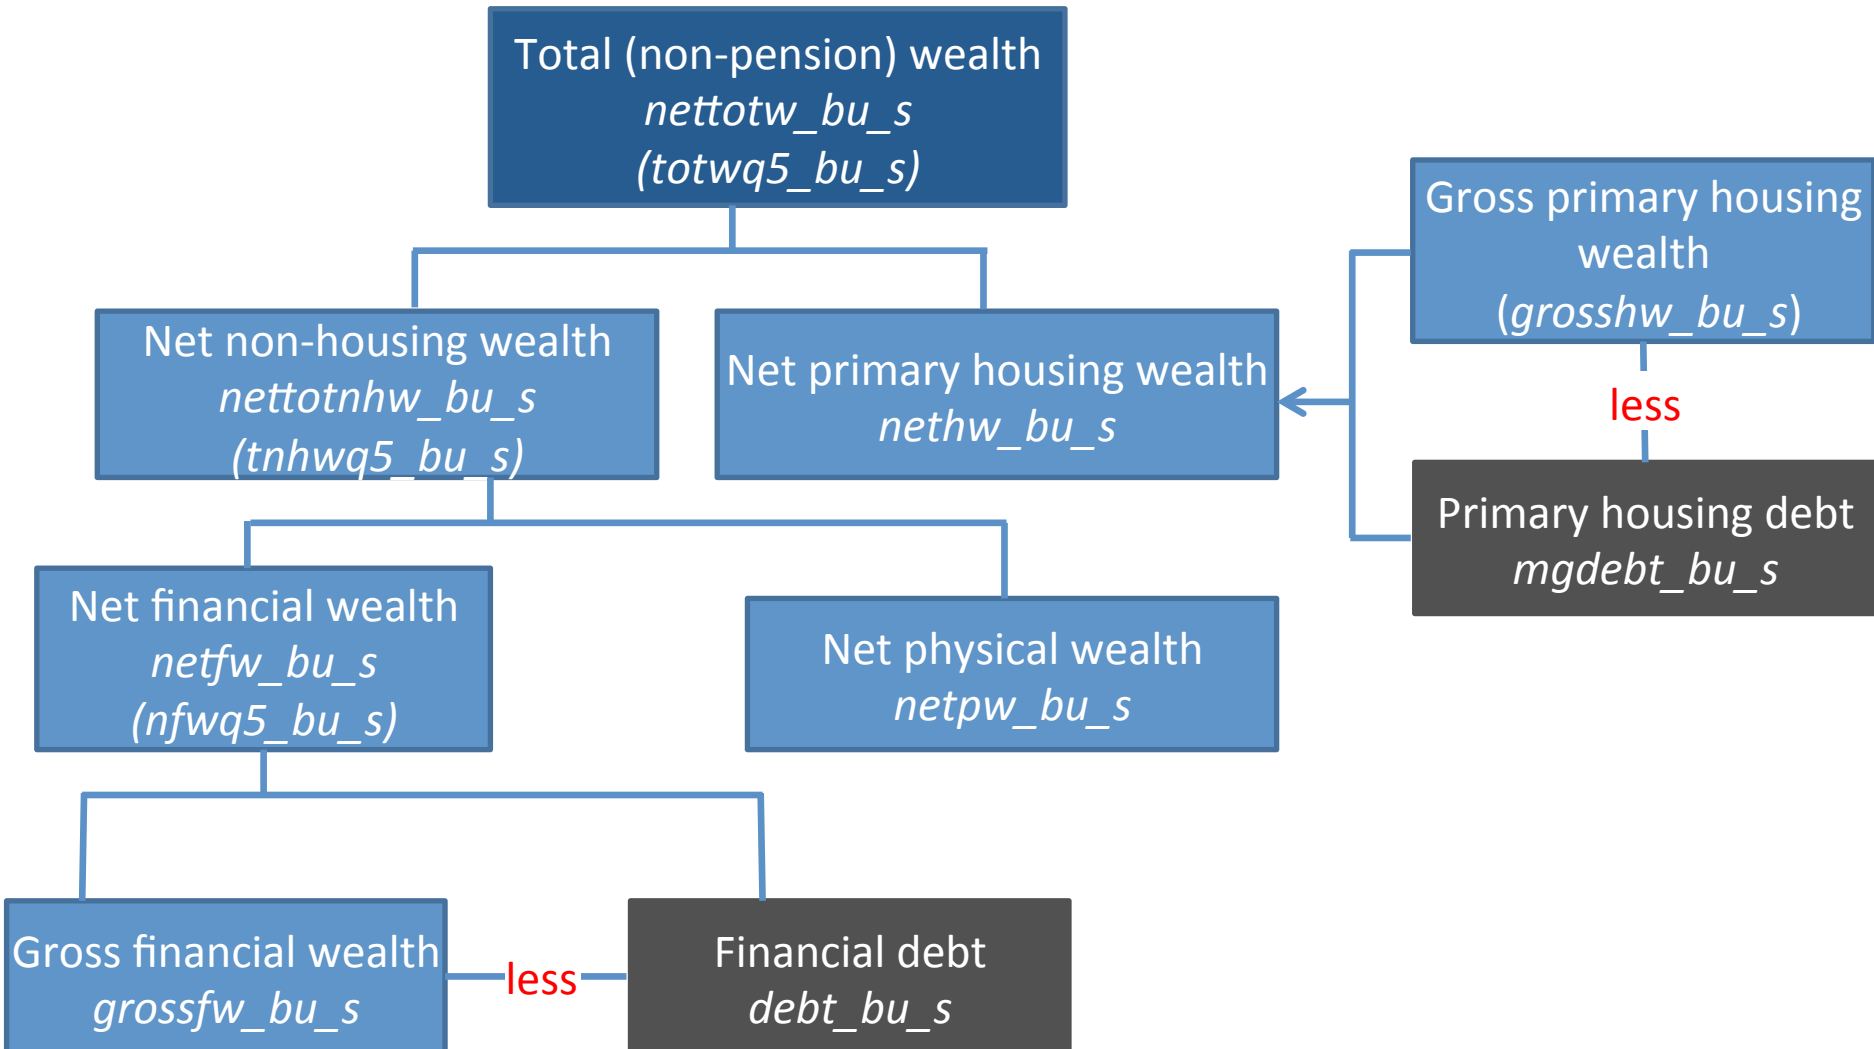 Total (non-pension) wealth
nettotw_bu_s
(totwq5_bu_s)
Gross primary housing
wealth
(grosshw_bu_s)
Net non-housing wealth
nettotnhw_bu_s
(tnhwq5_bu_s)
Net primary housing wealth
nethw_bu_s
less
Primary housing debt
mgdebt_bu_s
Net financial wealth
netfw_bu_s
(nfwq5_bu_s)
Net physical wealth
netpw_bu_s
Gross financial wealth
grossfw_bu_s
less
Financial debt
debt_bu_s